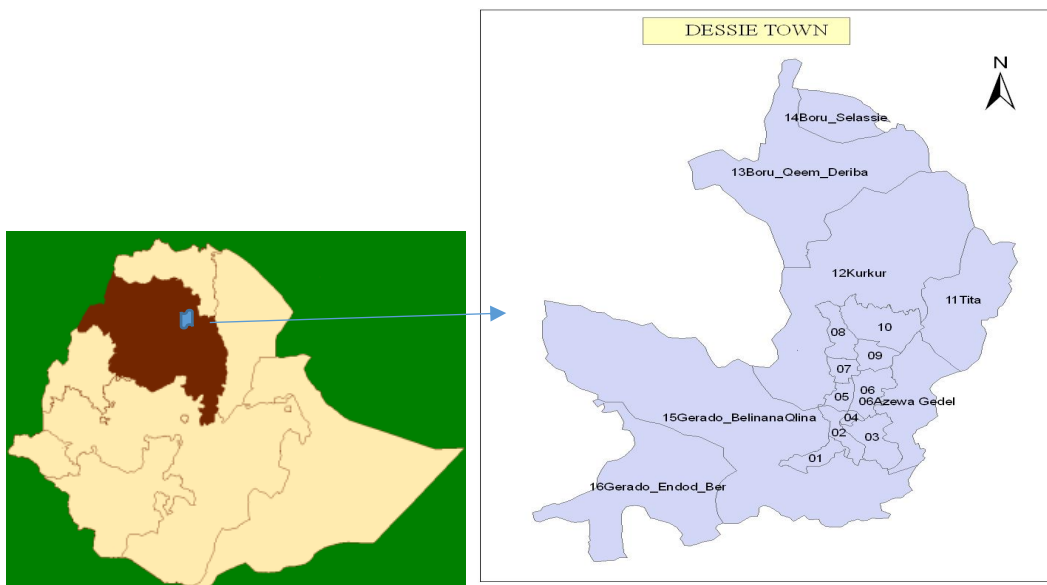 DESSIE TOWN
N
14Boru_Selassie
13Boru_Qeem_Deriba
12Kurkur
11Tita
08
10
09
07
06
05
06Azewa Gedel
04
15Gerado_BelinanaQlina
02
03
01
16Gerado_Endod_Ber